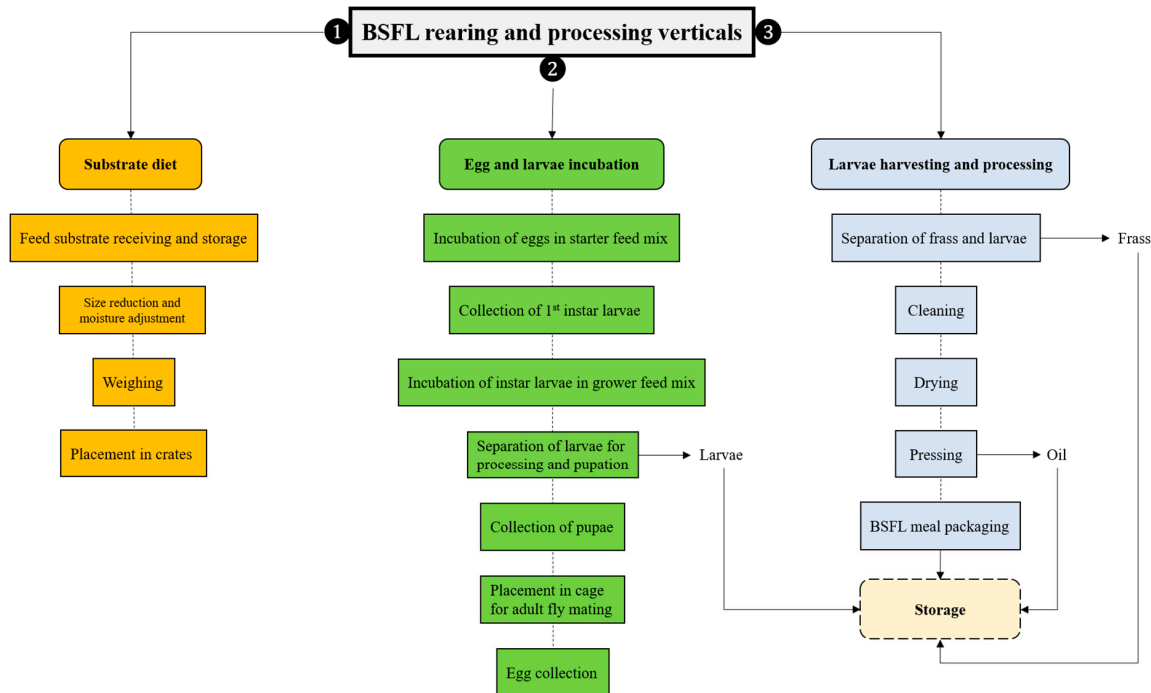 ❶ BSFL rearing and processing verticals ❸
❷
Substrate diet
Feed substrate receiving and storage
Size reduction and
moisture adjustment
Weighing
Placement in crates
Egg and larvae incubation
Incubation of eggs in starter feed mix
Collection of 1st instar larvae
Incubation of instar larvae in grower feed mix
Separation of larvae for
processing and pupation
Larvae
Collection of pupae
Placement in cage
for adult fly mating
Egg collection
Larvae harvesting and processing
Separation of frass and larvae
Frass
Cleaning
Drying
Pressing
Oil
BSFL meal packaging
Storage